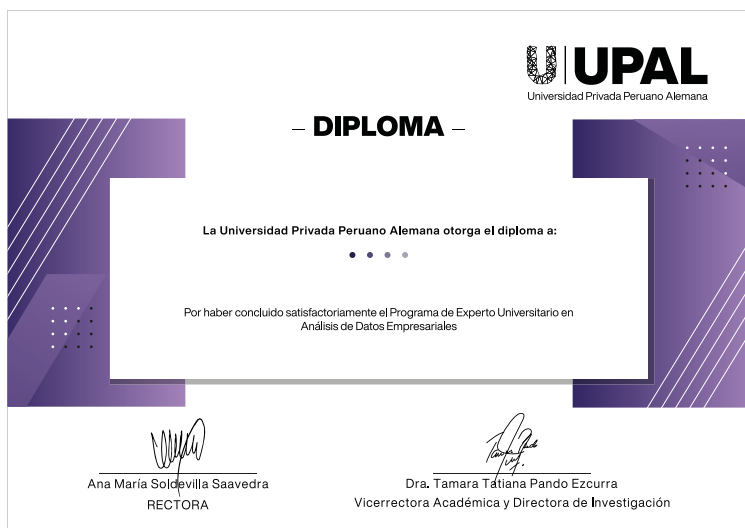 UPAL
Universidad Privada Peruano Alemana
– DIPLOMA –
La Universidad Privada Peruano Alemana otorga el diploma a:
Por haber concluido satisfactoriamente el Programa de Experto Universitario en
Análisis de Datos Empresariales
Ana María Soldevilla Saavedra
RECTORA
Dra. Tamara Tatiana Pando Ezcurra
Vicerrectora Académica y Directora de Investigación